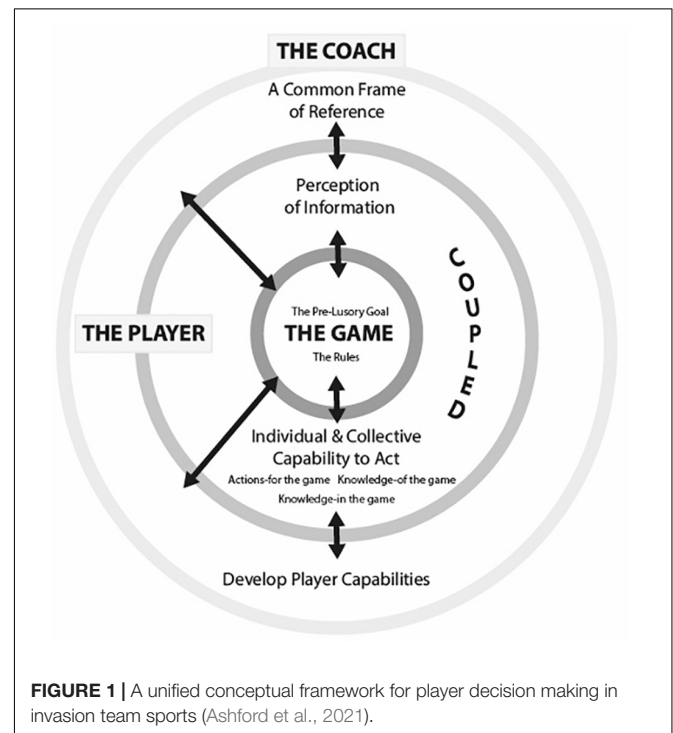 THE COACH
A Common Frame
of Reference
Perception
of Information
COUPLED
The Pre-Lusory Goal
THE GAME
The Rules
THE PLAYER
Individual & Collective
Capability to Act
Actions-for the game Knowledge-of the game
Knowledge-in the game
Develop Player Capabilities
FIGURE 1 | A unified conceptual framework for player decision making in
invasion team sports (Ashford et al., 2021).